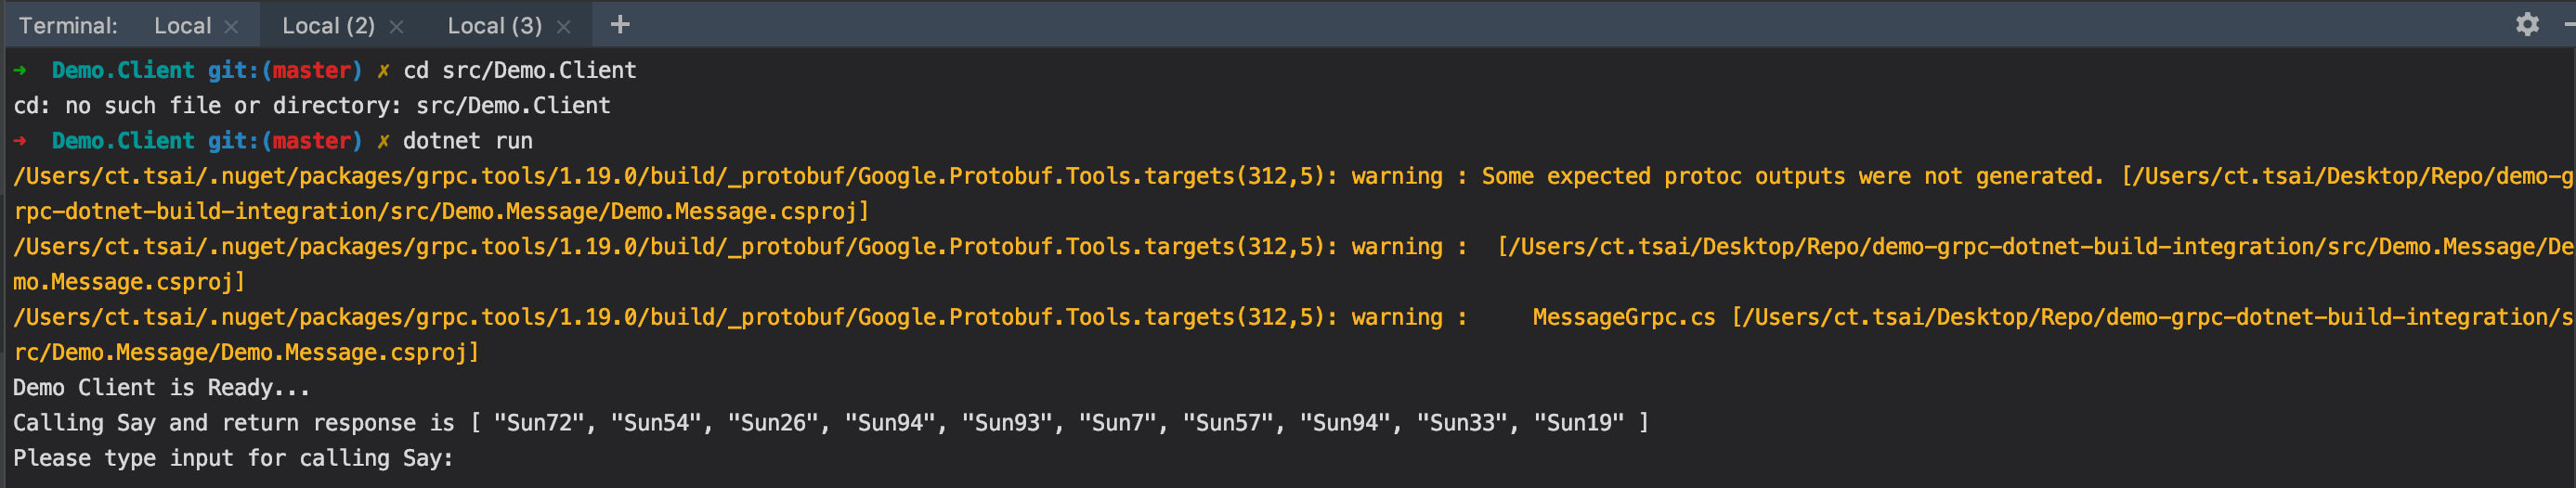 Terminal: Local × Local (2) × Local (3) × +
➜ Demo.Client git:(master) ✗ cd src/Demo.Client
cd: no such file or directory: src/Demo.Client
➜ Demo.Client git:(master) ✗ dotnet run
/Users/ct.tsai/.nuget/packages/grpc.tools/1.19.0/build/_protobuf/Google.Protobuf.Tools.targets(312,5): warning : Some expected protoc outputs were not generated. [/Users/ct.tsai/Desktop/Repo/demo-g
rpc-dotnet-build-integration/src/Demo.Message/Demo.Message.csproj]
/Users/ct.tsai/.nuget/packages/grpc.tools/1.19.0/build/_protobuf/Google.Protobuf.Tools.targets(312,5): warning :  [/Users/ct.tsai/Desktop/Repo/demo-grpc-dotnet-build-integration/src/Demo.Message/De
mo.Message.csproj]
/Users/ct.tsai/.nuget/packages/grpc.tools/1.19.0/build/_protobuf/Google.Protobuf.Tools.targets(312,5): warning :     MessageGrpc.cs [/Users/ct.tsai/Desktop/Repo/demo-grpc-dotnet-build-integration/s
rc/Demo.Message/Demo.Message.csproj]
Demo Client is Ready...
Calling Say and return response is [ "Sun72", "Sun54", "Sun26", "Sun94", "Sun93", "Sun7", "Sun57", "Sun94", "Sun33", "Sun19" ]
Please type input for calling Say: